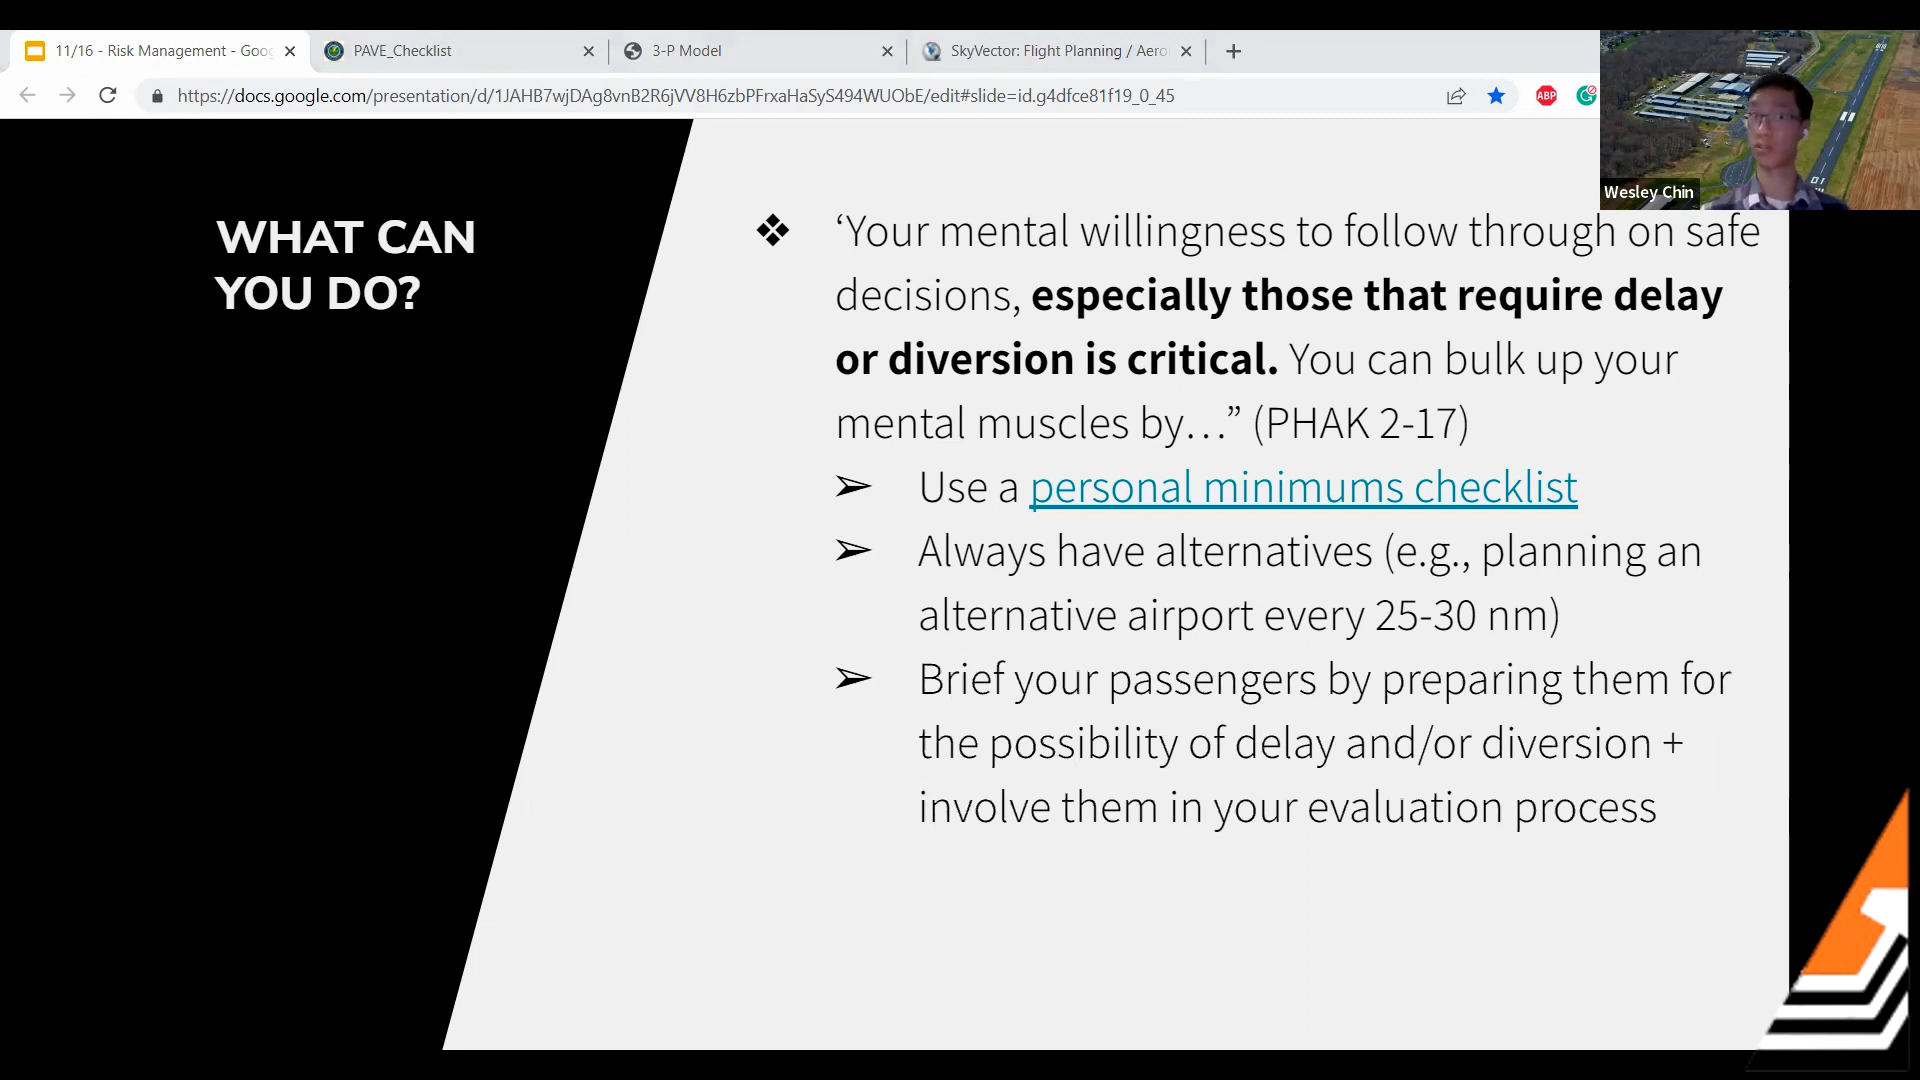 11/16 - Risk Management - Goog
PAVE_Checklist
3-P Model
SkyVector: Flight Planning / Aero
https://docs.google.com/presentation/d/1JAHB7wjDAg8vnB2R6jVV8H6zbPFrxaHaSyS494WUObE/edit#slide=id.g4dfce81f19_0_45
ABP
Wesley Chin
WHAT CAN
YOU DO?
❖ ‘Your mental willingness to follow through on safe
decisions, especially those that require delay
or diversion is critical. You can bulk up your
mental muscles by…” (PHAK 2-17)
➢ Use a personal minimums checklist
➢ Always have alternatives (e.g., planning an
alternative airport every 25-30 nm)
➢ Brief your passengers by preparing them for
the possibility of delay and/or diversion +
involve them in your evaluation process